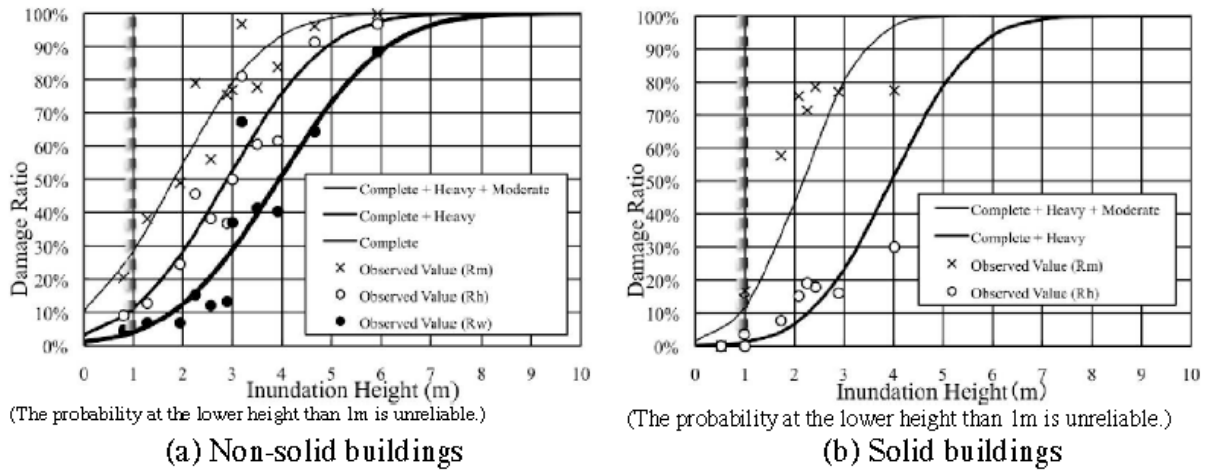 100%
90%
80%
70%
60%
50%
40%
30%
20%
10%
0%
Damage Ratio
Complete + Heavy + Moderate
Complete + Heavy
Complete
Observed Value (Rm)
Observed Value (Rh)
Observed Value (Rw)
0 1 2 3 4 5 6 7 8 9 10
Inundation Height (m)
(The probability at the lower height than 1m is unreliable.)
(a) Non-solid buildings
100%
90%
80%
70%
60%
50%
40%
30%
20%
10%
0%
Damage Ratio
Complete + Heavy + Moderate
Complete + Heavy
Observed Value (Rm)
Observed Value (Rh)
0 1 2 3 4 5 6 7 8 9 10
Inundation Height(m)
(The probability at the lower height than 1m is unreliable.)
(b) Solid buildings